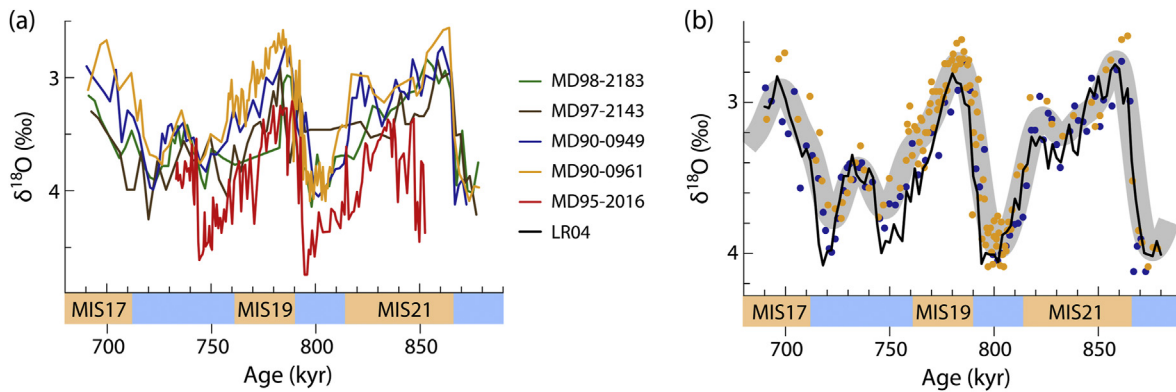 (a)
3
4
δ18O (‰)
MIS17
MIS19
MIS21
700
750
800
850
Age (kyr)
MD98-2183
MD97-2143
MD90-0949
MD90-0961
MD95-2016
LR04
(b)
3
4
δ18O (‰)
MIS17
MIS19
MIS21
700
750
800
850
Age (kyr)